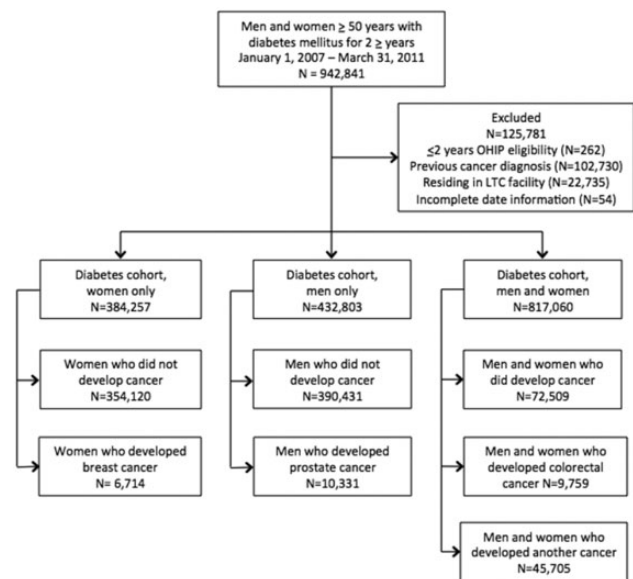 Men and women ≥ 50 years with
diabetes mellitus for 2 ≥ years
January 1, 2007 – March 31, 2011
N = 942,841
Excluded
N=125,781
≤2 years OHIP eligibility (N=262)
Previous cancer diagnosis (N=102,730)
Residing in LTC facility (N=22,735)
Incomplete date information (N=54)
Diabetes cohort,
women only
N=384,257
Women who did not
develop cancer
N=354,120
Women who developed
breast cancer
N= 6,714
Diabetes cohort,
men only
N=432,803
Men who did not
develop cancer
N=390,431
Men who developed
prostate cancer
N=10,331
Diabetes cohort,
men and women
N=817,060
Men and women who
did develop cancer
N=72,509
Men and women who
developed colorectal
cancer N=9,759
Men and women who
developed another cancer
N=45,705